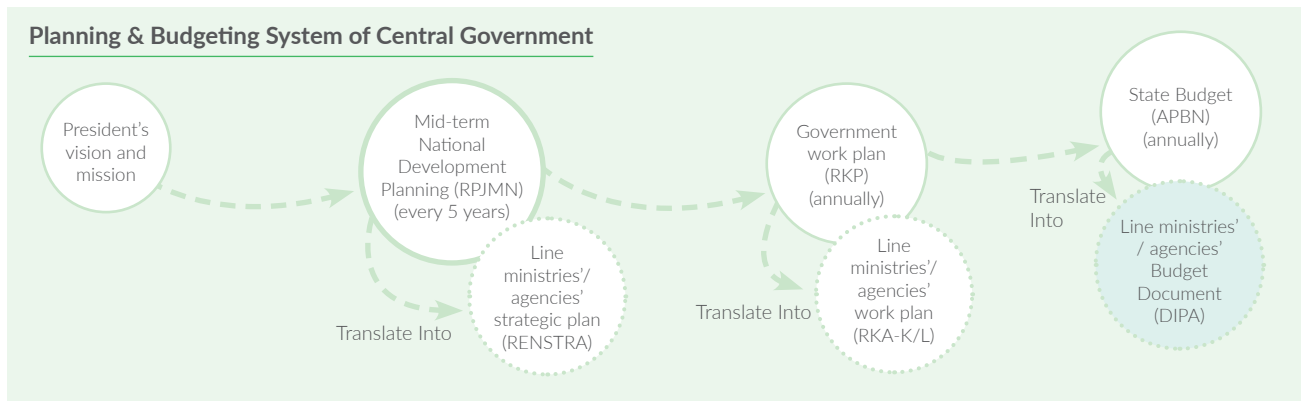 Planning & Budgeting System of Central Government
President’s
vision and
mission
Mid-term
National
Development
Planning (RPJMN)
(every 5 years)
Translate Into
Line
ministries’/
agencies’
strategic plan
(RENSTRA)
Government
work plan
(RKP)
(annually)
Translate Into
Line
ministries’/
agencies’
work plan
(RKA-K/L)
State Budget
(APBN)
(annually)
Translate
Into
Line ministries’
/ agencies’
Budget
Document
(DIPA)